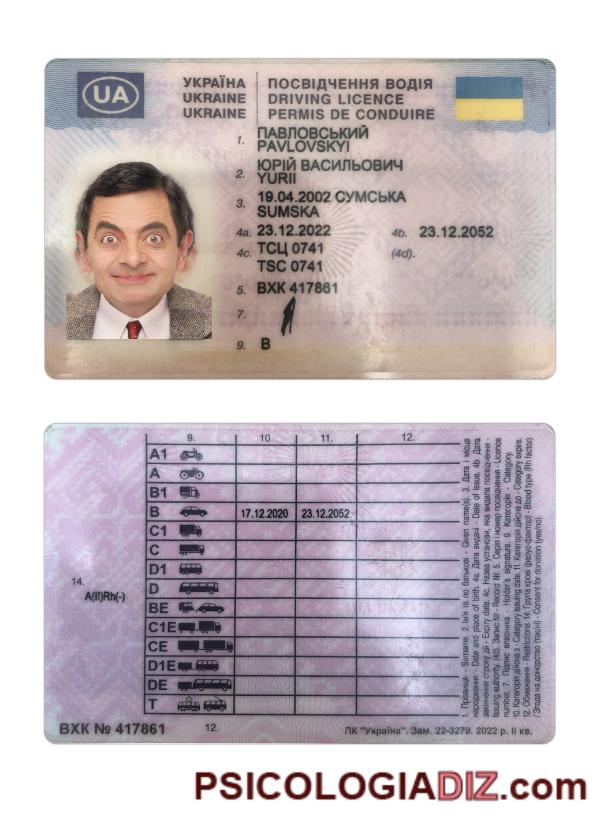 UA
УКРАЇНА ПОСВІДЧЕННЯ ВОДІЯ
UKRAINE DRIVING LICENCE
UKRAINE PERMIS DE CONDUIRE
1. ПАВЛОВСЬКИЙ
PAVLOVSKYI
2. ЮРІЙ ВАСИЛЬОВИЧ
YURII
3. 19.04.2002 СУМСЬКА
SUMSKA
4a. 23.12.2022 4b. 23.12.2052
4c. ТСЦ 0741 (4d).
TSC 0741
5. ВХК 417861
7.
9. B
9. 10. 11. 12.
A1
A
B1
B 17.12.2020 23.12.2052
C1
C
D1
D
BE
C1E
CE
D1E
DE
T
14.
A(II)Rh(-)
1. Прізвище - Surname. 2. Ім'я та по батькові - Given name(s). 3. Дата і місце
народження - Date and place of birth. 4a. Дата видачі - Date of issue. 4b. Дата
закінчення строку дії - Expiry date. 4c. Назва установи, яка видала посвідчення -
Issuing authority. (4d). Запис № - Record №. 5. Серія і номер посвідчення - Licence
number. 7. Підпис власника - Holder's signature. 9. Категорія - Category.
10. Категорія дійсна з - Category issuing date. 11. Категорія дійсна до - Category expire.
12. Обмеження - Restrictions. 14. Група крові (резус-фактор) - Blood type (Rh factor)
/ Згода на донорство (так/ні) - Consent for donation (yes/no).
ВХК № 417861 12. ПК "Україна". Зам. 22-3279. 2022 р. II кв.
PSICOLOGIADIZ.com